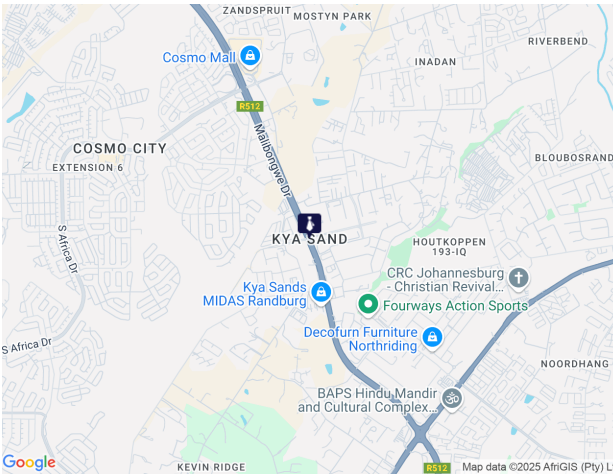 ZANDSPRUIT
MOSTYN PARK
RIVERBEND
Cosmo Mall
INADAN
R512
Malibongwe Dr
COSMO CITY
EXTENSION 6
BLOUBOSRAND
S Africa Dr
KYA SAND
HOUTKOPPEN
193-IQ
CRC Johannesburg
- Christian Revival...
Kya Sands
MIDAS Randburg
Fourways Action Sports
Decofurn Furniture
Northriding
S Africa Dr
NOORDHANG
BAPS Hindu Mandir
and Cultural Complex...
KEVIN RIDGE
R512
Google
Map data ©2025 AfriGIS (Pty) L